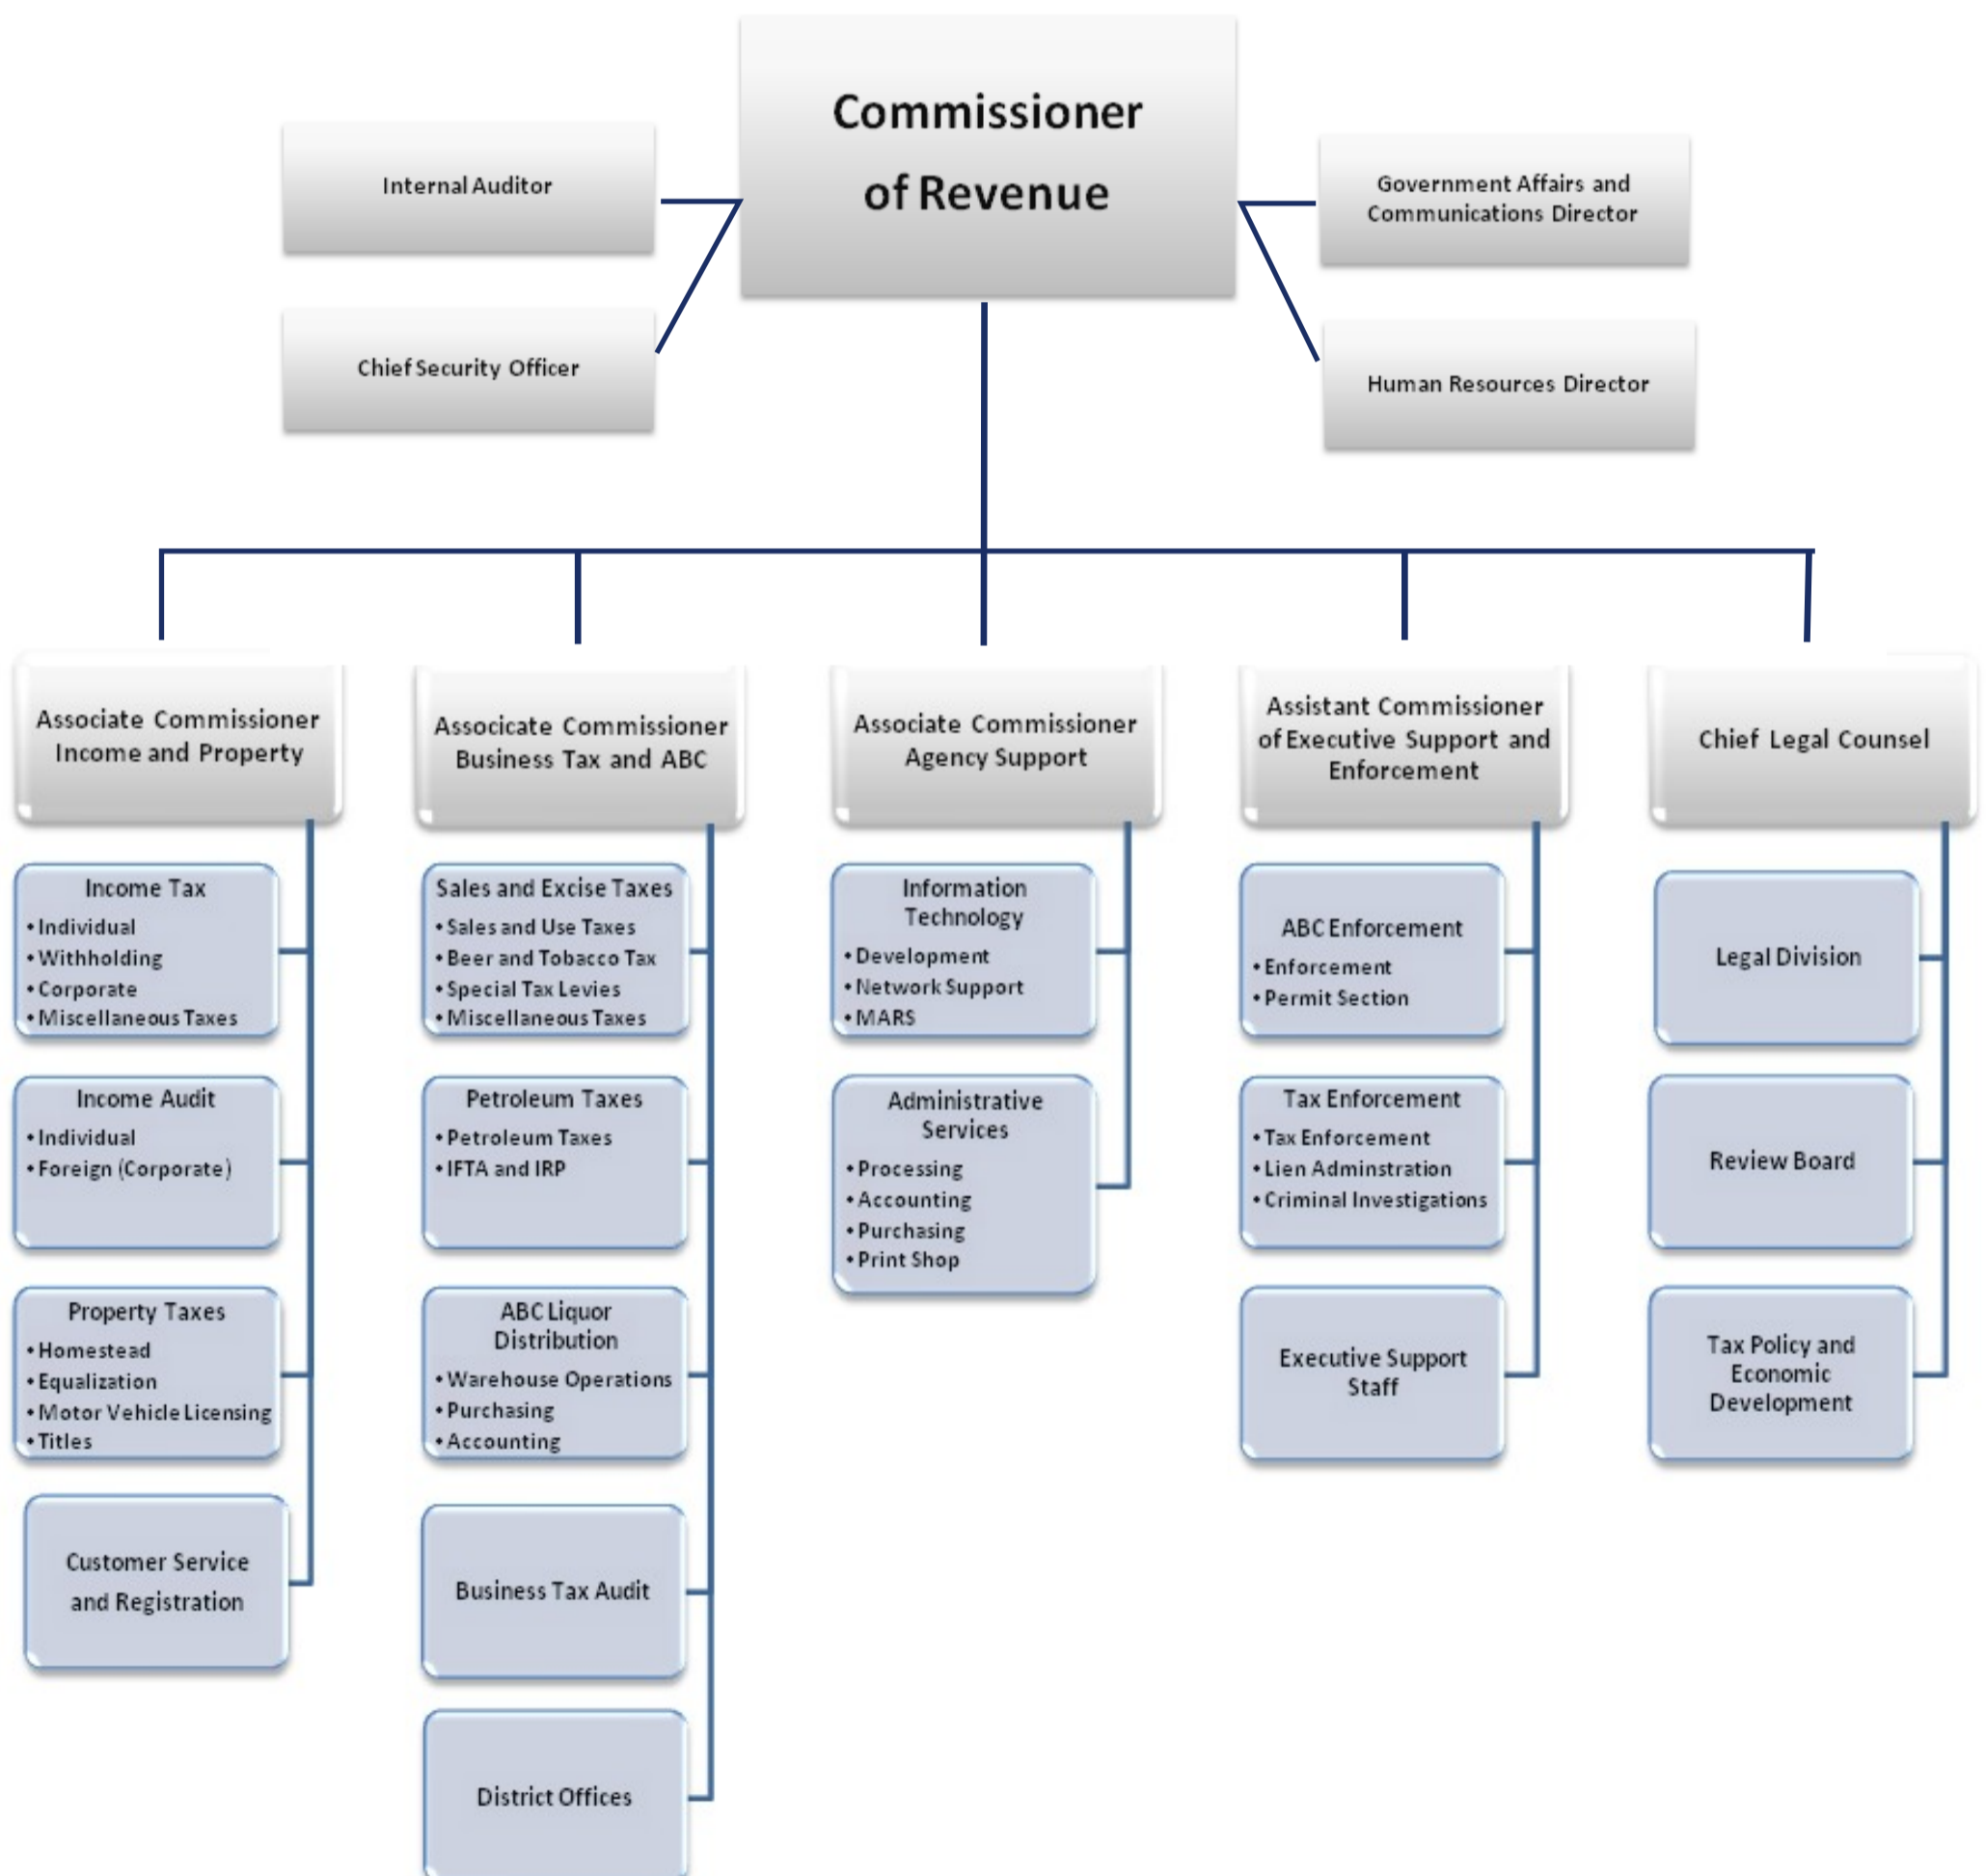 Commissioner
of Revenue
Internal Auditor
Government Affairs and
Communications Director
Chief Security Officer
Human Resources Director
Associate Commissioner
Income and Property
Income Tax
• Individual
• Withholding
• Corporate
• Miscellaneous Taxes
Income Audit
• Individual
• Foreign (Corporate)
Property Taxes
• Homestead
• Equalization
• Motor Vehicle Licensing
• Titles
Customer Service
and Registration
Associcate Commissioner
Business Tax and ABC
Sales and Excise Taxes
• Sales and Use Taxes
• Beer and Tobacco Tax
• Special Tax Levies
• Miscellaneous Taxes
Petroleum Taxes
• Petroleum Taxes
• IFTA and IRP
ABC Liquor
Distribution
• Warehouse Operations
• Purchasing
• Accounting
Business Tax Audit
District Offices
Associate Commissioner
Agency Support
Information
Technology
• Development
• Network Support
• MARS
Administrative
Services
• Processing
• Accounting
• Purchasing
• Print Shop
Assistant Commissioner
of Executive Support and
Enforcement
ABC Enforcement
• Enforcement
• Permit Section
Tax Enforcement
• Tax Enforcement
• Lien Adminstration
• Criminal Investigations
Executive Support
Staff
Chief Legal Counsel
Legal Division
Review Board
Tax Policy and
Economic
Development